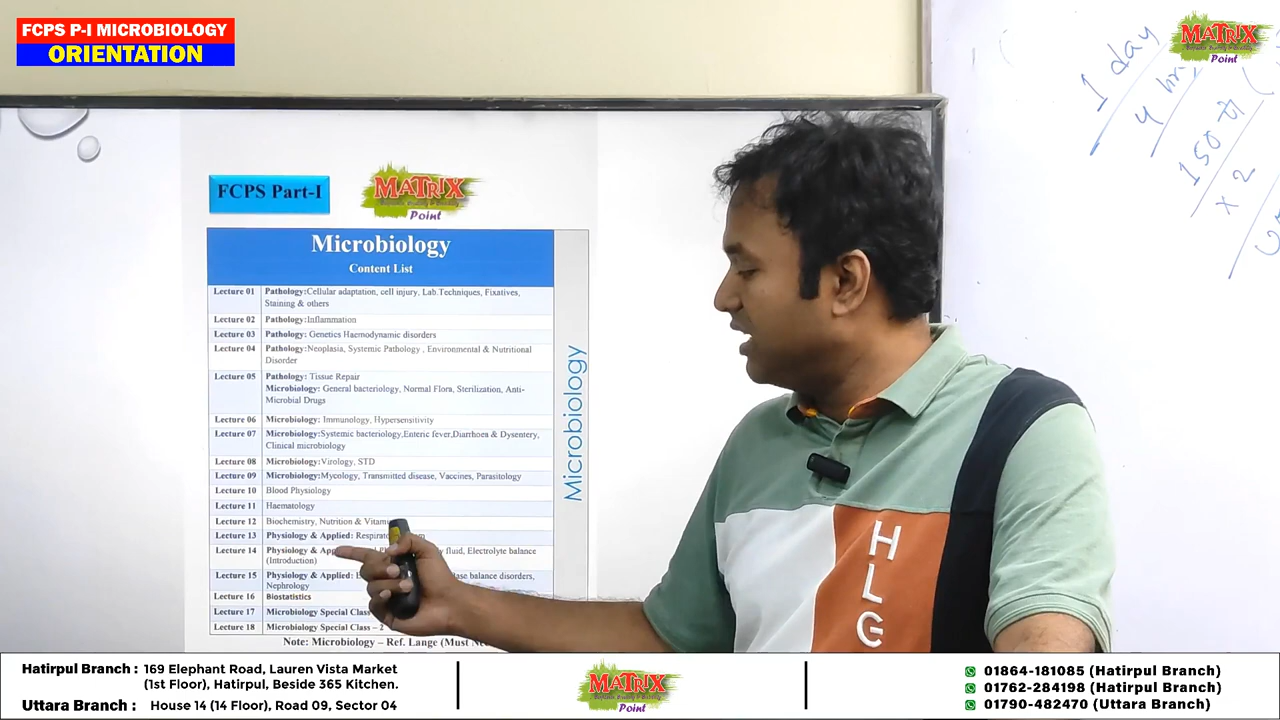 FCPS P-I MICROBIOLOGY
ORIENTATION
MATRIX
Point
1 day
4 hr
150
x 2
FCPS Part-I
MATRIX
Point
Microbiology
Content List
Lecture 01 Pathology:Cellular adaptation, cell injury, Lab.Techniques, Fixatives,
Staining & others
Lecture 02 Pathology:Inflammation
Lecture 03 Pathology: Genetics Haemodynamic disorders
Lecture 04 Pathology:Neoplasia, Systemic Pathology , Environmental & Nutritional
Disorder
Lecture 05 Pathology: Tissue Repair
Microbiology: General bacteriology, Normal Flora, Sterilization, Anti-
Microbial Drugs
Lecture 06 Microbiology: Immunology, Hypersensitivity
Lecture 07 Microbiology:Systemic bacteriology,Enteric fever,Diarrhoea & Dysentery,
Clinical microbiology
Lecture 08 Microbiology:Virology, STD
Lecture 09 Microbiology:Mycology, Transmitted disease, Vaccines, Parasitology
Lecture 10 Blood Physiology
Lecture 11 Haematology
Lecture 12 Biochemistry, Nutrition &
Lecture 13 Physiology & Applied:
Lecture 14 Physiology & fluid, Electrolyte balance
(Introduction)
Lecture 15 Physiology & Applied: balance disorders,
Nephrology
Lecture 16 Biostatistics
Lecture 17 Microbiology Special Class
Lecture 18 Microbiology Special Class – 2
Note: Microbiology – Ref. Lange (Must
Microbiology
HLG
Hatirpul Branch : 169 Elephant Road, Lauren Vista Market
(1st Floor), Hatirpul, Beside 365 Kitchen.
Uttara Branch : House 14 (14 Floor), Road 09, Sector 04
MATRIX
Point
01864-181085 (Hatirpul Branch)
01762-284198 (Hatirpul Branch)
01790-482470 (Uttara Branch)